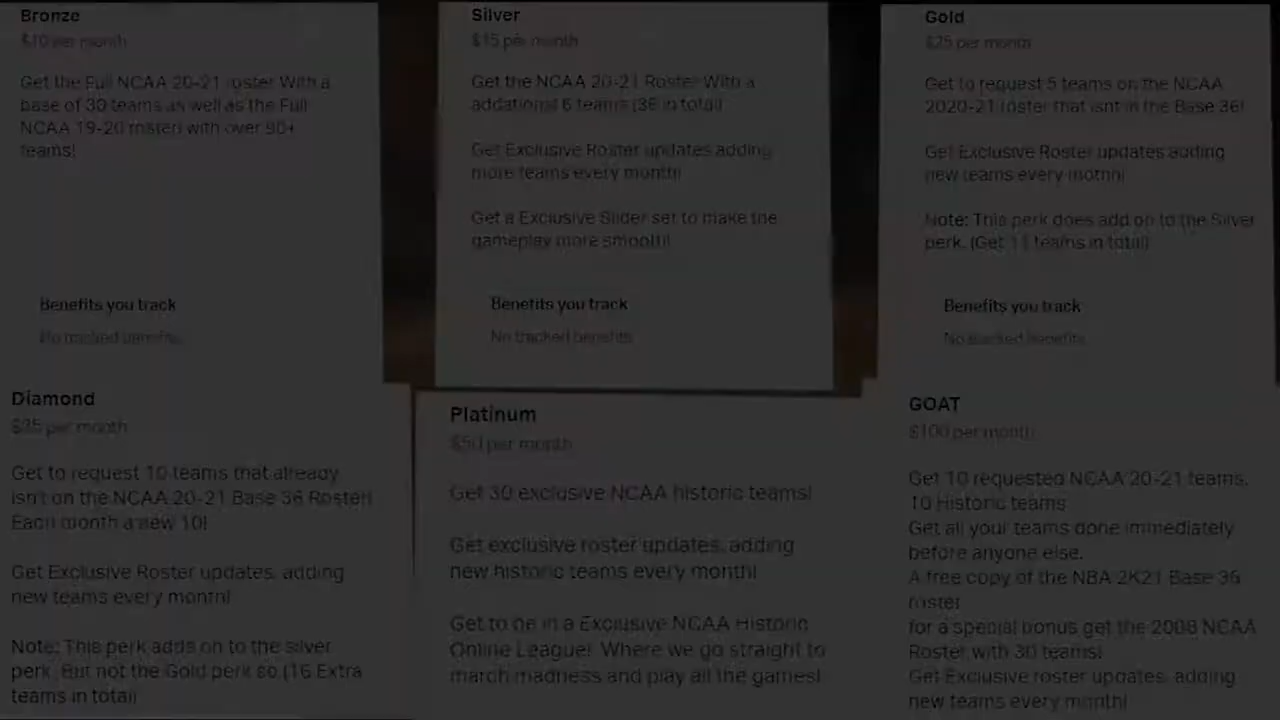 Bronze
$10 per month
Get the Full NCAA 20-21 roster With a
base of 30 teams as well as the Full
NCAA 19-20 rosterl with over 90+
teams!
Benefits you track
No tracked benefits
Silver
$15 per month
Get the NCAA 20-21 Roster With a
addational 6 teams (36 in total)
Get Exclusive Roster updates adding
more teams every month!
Get a Exclusive Slider set to make the
gameplay more smooth!
Benefits you track
No tracked benefits
Gold
$25 per month
Get to request 5 teams on the NCAA
2020-21 roster that isnt in the Base 36!
Get Exclusive Roster updates adding
new teams every
Note: This perk does add on to the Silver
perk. (Get 11 teams in total)
Benefits you track
No tracked benefits
Diamond
per month
Get to request 10 teams that already
isn't on the NCAA 20-21 Base 36 Roster!
Each month a new 10!
Get Exclusive Roster updates, adding
new teams every month!
Note: This perk adds on to the silver
perk. But not the Gold perk so (16 Extra
teams in total)
Platinum
$50 per month
Get 30 exclusive NCAA historic teams!
Get exclusive roster updates, adding
new historic teams every month!
Get to be in a Exclusive NCAA Historic
Online League! Where we go straight to
march madness and play all the games!
GOAT
$100 per month
Get 10 requested NCAA 20-21 teams,
10 Historic teams
Get all your teams done immediately
before anyone else.
A free copy of the NBA 2K21 Base 36
roster
for a special bonus get the 2008 NCAA
Roster with 30 teams!
Get Exclusive roster updates, adding
new teams every month!